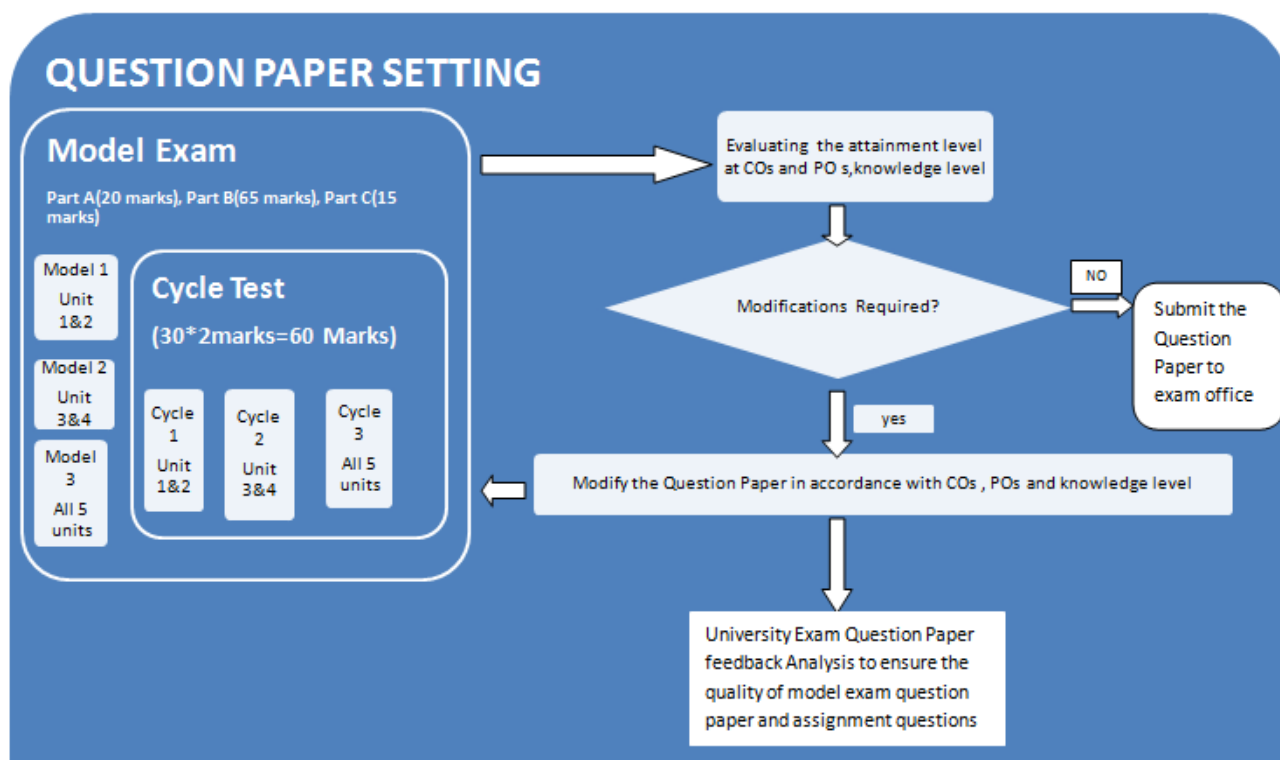 QUESTION PAPER SETTING
Model Exam
Part A(20 marks), Part B(65 marks), Part C(15
marks)
Model 1
Unit
1&2
Model 2
Unit
3&4
Model
3
All 5
units
Cycle Test
(30*2marks=60 Marks)
Cycle
1
Unit
1&2
Cycle
2
Unit
3&4
Cycle
3
All 5
units
Evaluating the attainment level
at COs and PO s,knowledge level
Modifications Required?
NO
Submit the
Question
Paper to
exam office
yes
Modify the Question Paper in accordance with COs , POs and knowledge level
University Exam Question Paper
feedback Analysis to ensure the
quality of model exam question
paper and assignment questions